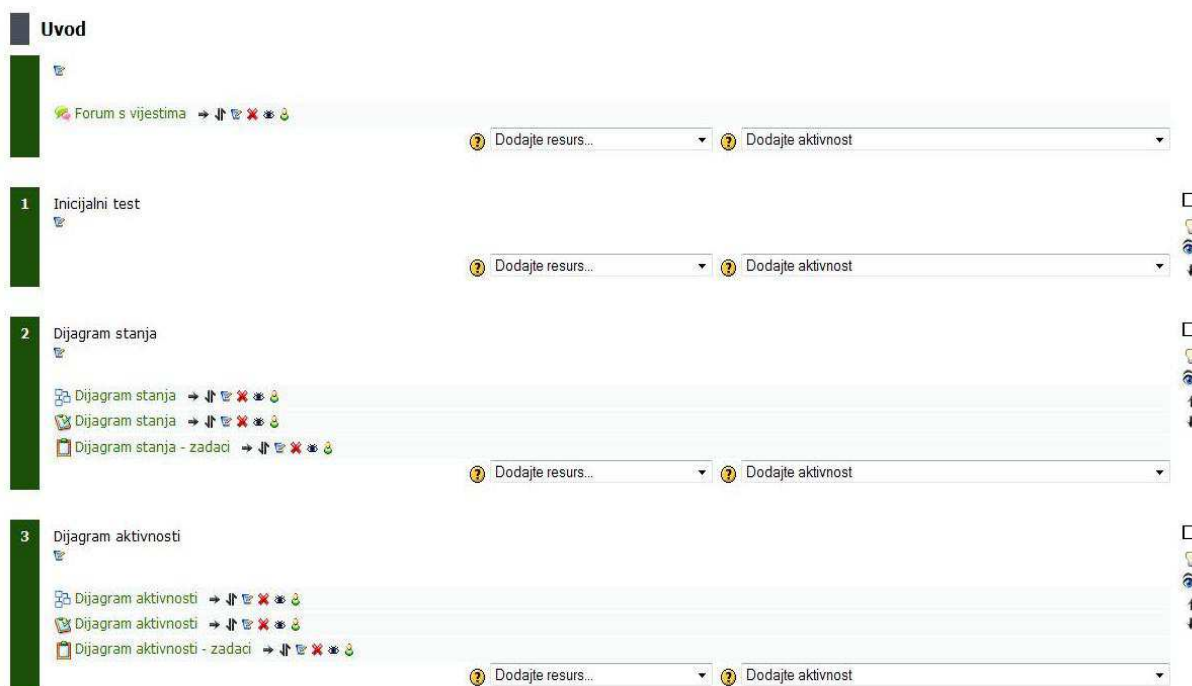 Uvod
Forum s vijestima
Dodajte resurs... Dodajte aktivnost
1 Inicijalni test
Dodajte resurs... Dodajte aktivnost
2 Dijagram stanja
Dijagram stanja
Dijagram stanja
Dijagram stanja - zadaci
Dodajte resurs... Dodajte aktivnost
3 Dijagram aktivnosti
Dijagram aktivnosti
Dijagram aktivnosti
Dijagram aktivnosti - zadaci
Dodajte resurs... Dodajte aktivnost